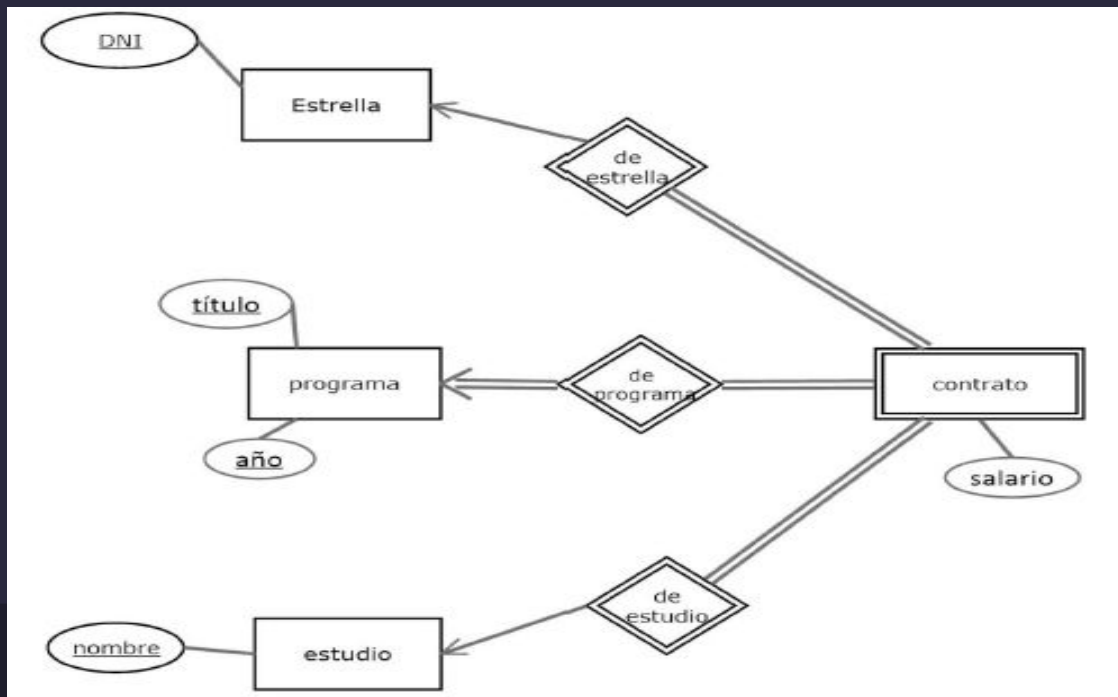 DNI
Estrella
de
estrella
título
programa
de
programa
contrato
año
salario
de
estudio
nombre
estudio